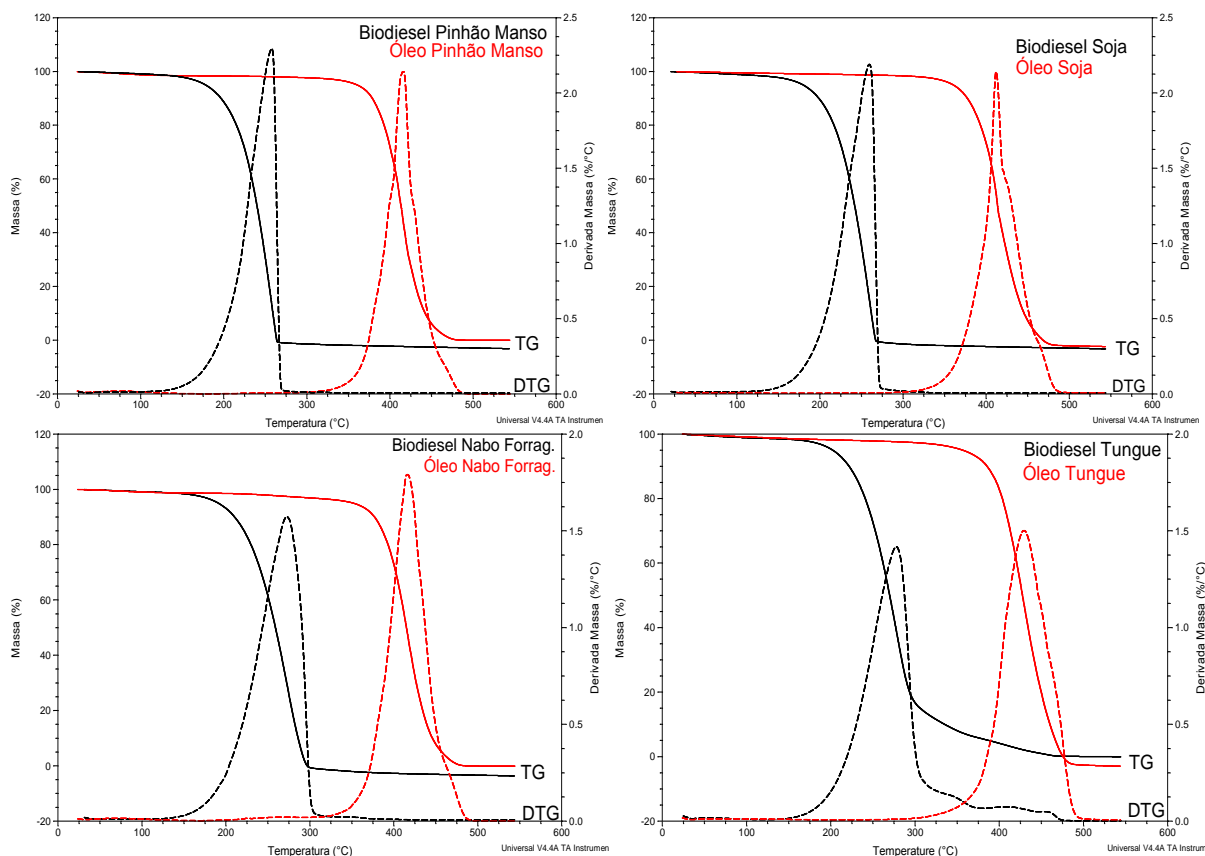 120
100
80
60
40
20
0
-20
Massa (%)
Biodiesel Pinhão Manso
Óleo Pinhão Manso
TG
DTG
2.5
2.0
1.5
1.0
0.5
0.0
Derivada Massa (%/°C)
0 100 200 300 400 500 600
Temperatura (°C)
Universal V4.4A TA Instrumen
120
100
80
60
40
20
0
-20
Massa (%)
Biodiesel Soja
Óleo Soja
TG
DTG
2.5
2.0
1.5
1.0
0.5
0.0
Derivada Massa (%/°C)
0 100 200 300 400 500 600
Temperatura (°C)
Universal V4.4A TA Instrumen
120
100
80
60
40
20
0
-20
Massa (%)
Biodiesel Nabo Forrag.
Óleo Nabo Forrag.
TG
DTG
2.0
1.5
1.0
0.5
0.0
Derivada Massa (%/°C)
0 100 200 300 400 500 600
Temperatura (°C)
Universal V4.4A TA Instrumen
100
80
60
40
20
0
-20
Massa (%)
Biodiesel Tungue
Óleo Tungue
TG
DTG
2.0
1.5
1.0
0.5
0.0
Derivada Massa (%/°C)
0 100 200 300 400 500 600
Temperature (°C)
Universal V4.4A TA Instrum